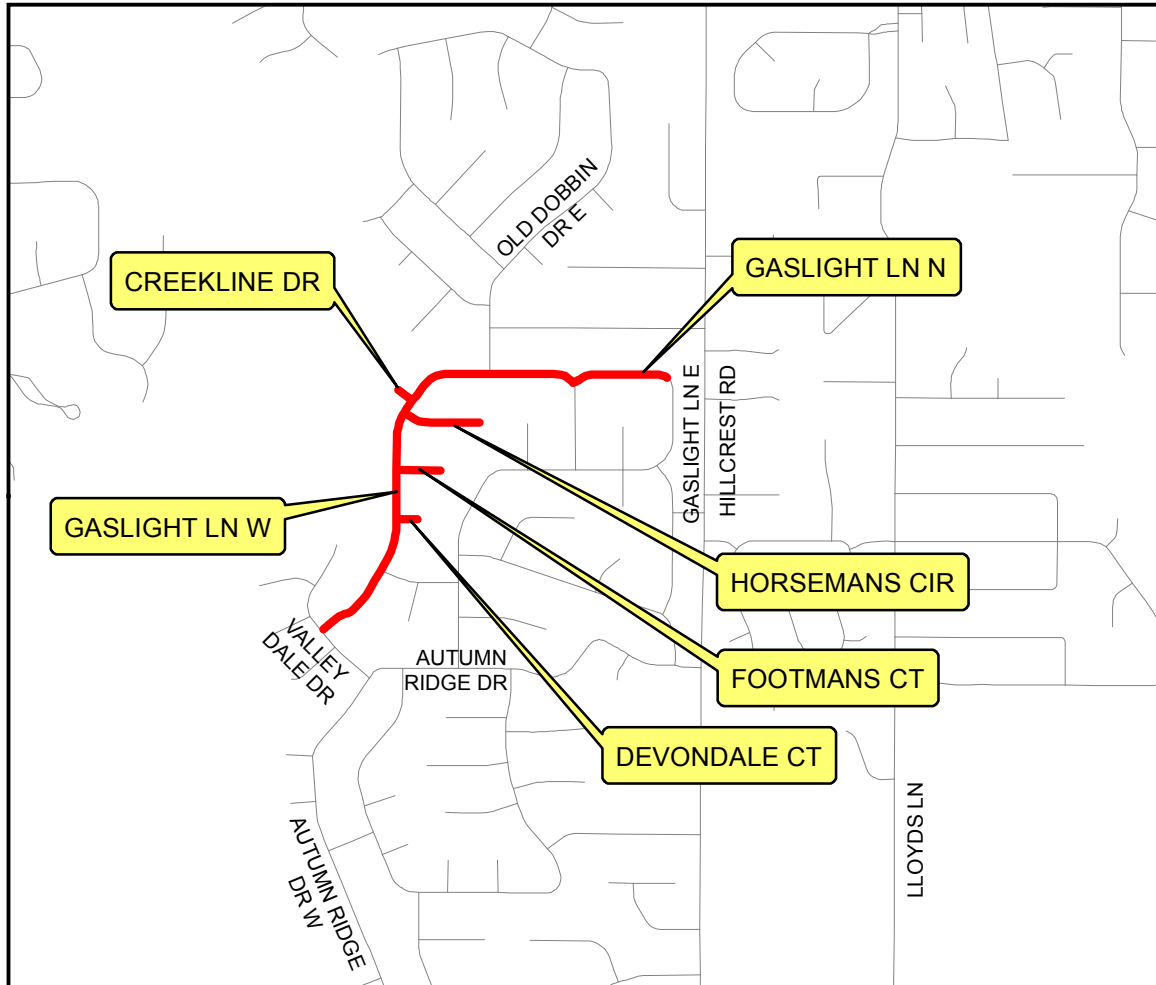 OLD DOBBIN
DR E
CREEKLINE DR
GASLIGHT LN N
GASLIGHT LN E
HILLCREST RD
GASLIGHT LN W
HORSEMANS CIR
VALLEY
DALE DR
AUTUMN
RIDGE DR
FOOTMANS CT
DEVONDALE CT
AUTUMN RIDGE
DR W
LLOYDS LN